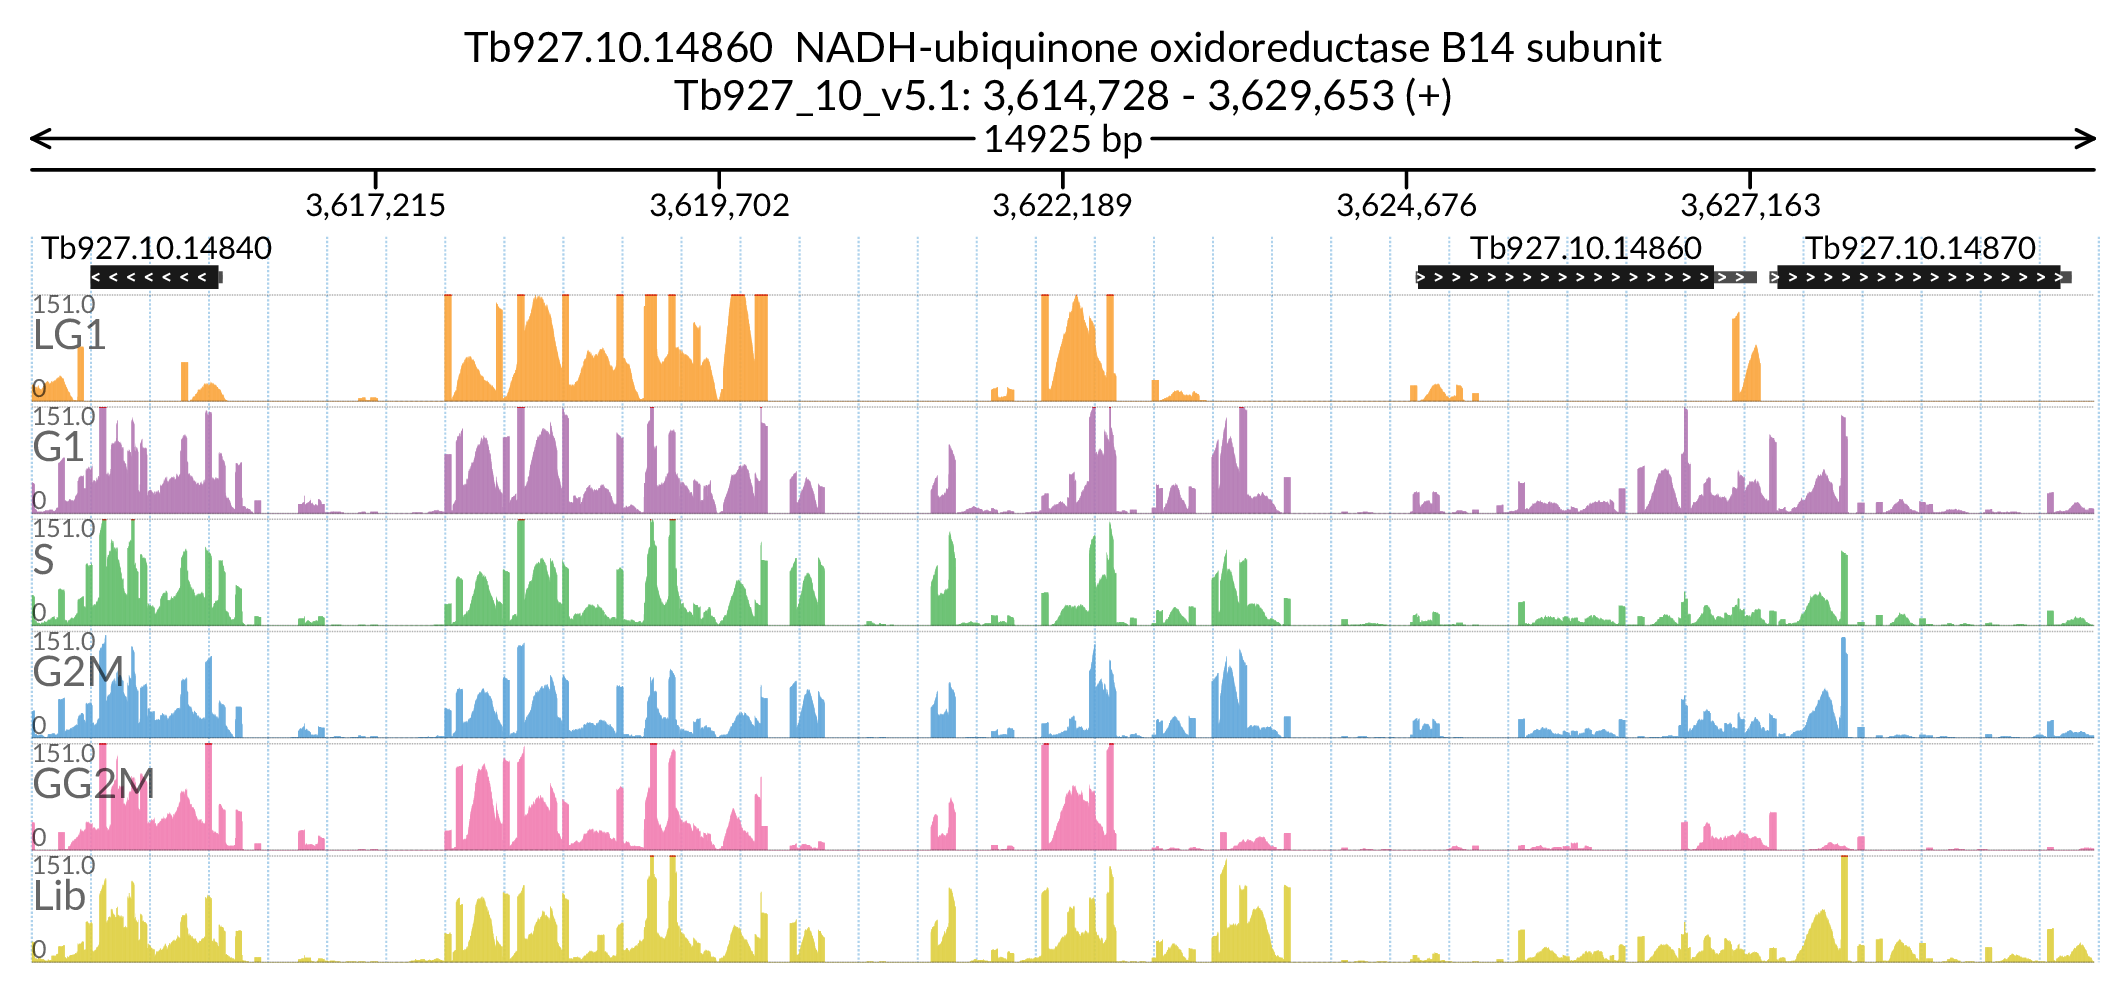 Tb927.10.14860  NADH-ubiquinone oxidoreductase B14 subunit
Tb927_10_v5.1: 3,614,728 - 3,629,653 (+)
14925 bp
3,617,215 3,619,702 3,622,189 3,624,676 3,627,163
Tb927.10.14840 Tb927.10.14860 Tb927.10.14870
151.0
LG1
0
151.0
G1
0
151.0
S
0
151.0
G2M
0
151.0
GG2M
0
151.0
Lib
0